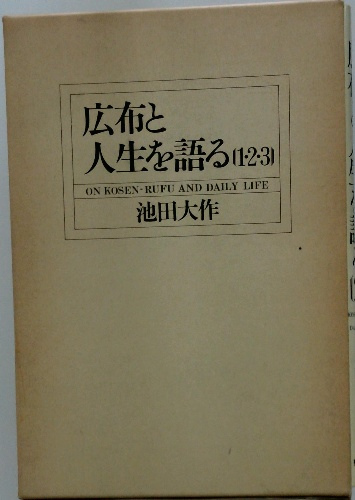 広布と
人生を語る(1・2・3)
ON KOSEN-RUFU AND DAILY LIFE
池田大作